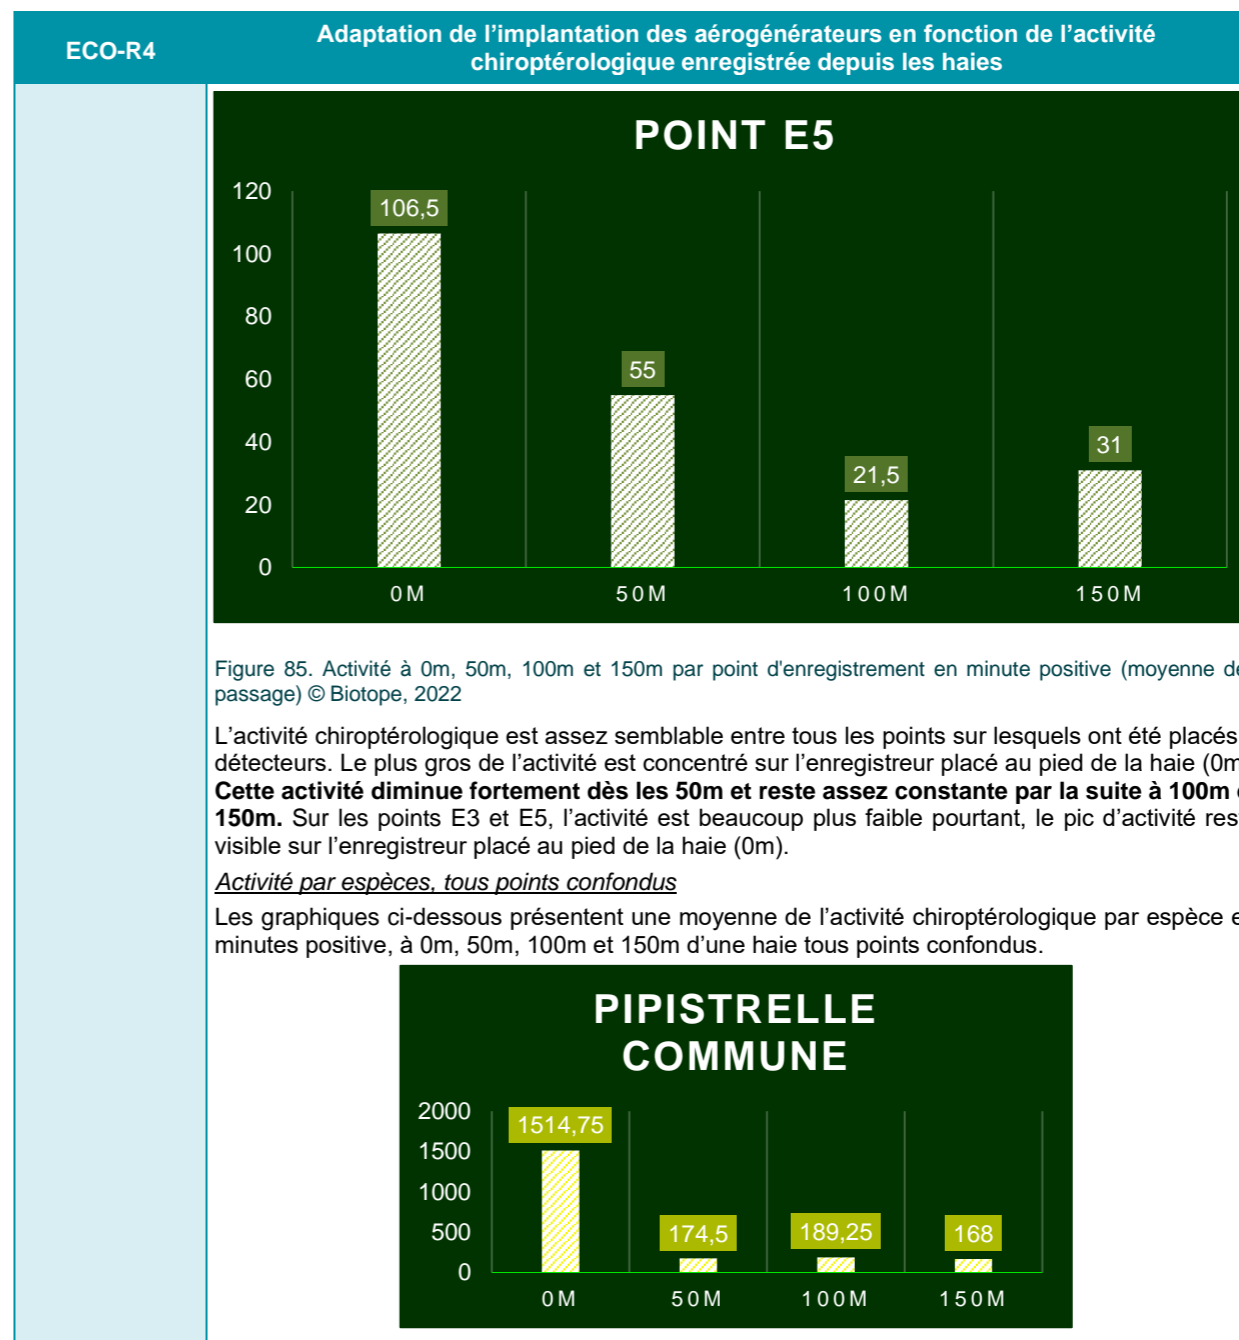 ECO-R4
Adaptation de l’implantation des aérogénérateurs en fonction de l’activité
chiroptérologique enregistrée depuis les haies
POINT E5
120
100
80
60
40
20
0
106,5
55
21,5
31
0M
50M
100M
150M
Figure 85. Activité à 0m, 50m, 100m et 150m par point d'enregistrement en minute positive (moyenne
passage) © Biotope, 2022
L’activité chiroptérologique est assez semblable entre tous les points sur lesquels ont été placés
détecteurs. Le plus gros de l’activité est concentré sur l’enregistreur placé au pied de la haie (0m
Cette activité diminue fortement dès les 50m et reste assez constante par la suite à 100m
150m. Sur les points E3 et E5, l’activité est beaucoup plus faible pourtant, le pic d’activité
visible sur l’enregistreur placé au pied de la haie (0m).
Activité par espèces, tous points confondus
Les graphiques ci-dessous présentent une moyenne de l’activité chiroptérologique par espèce
minutes positive, à 0m, 50m, 100m et 150m d’une haie tous points confondus.
PIPISTRELLE
COMMUNE
2000
1500
1000
500
0
1514,75
174,5
189,25
168
0M
50M
100M
150M